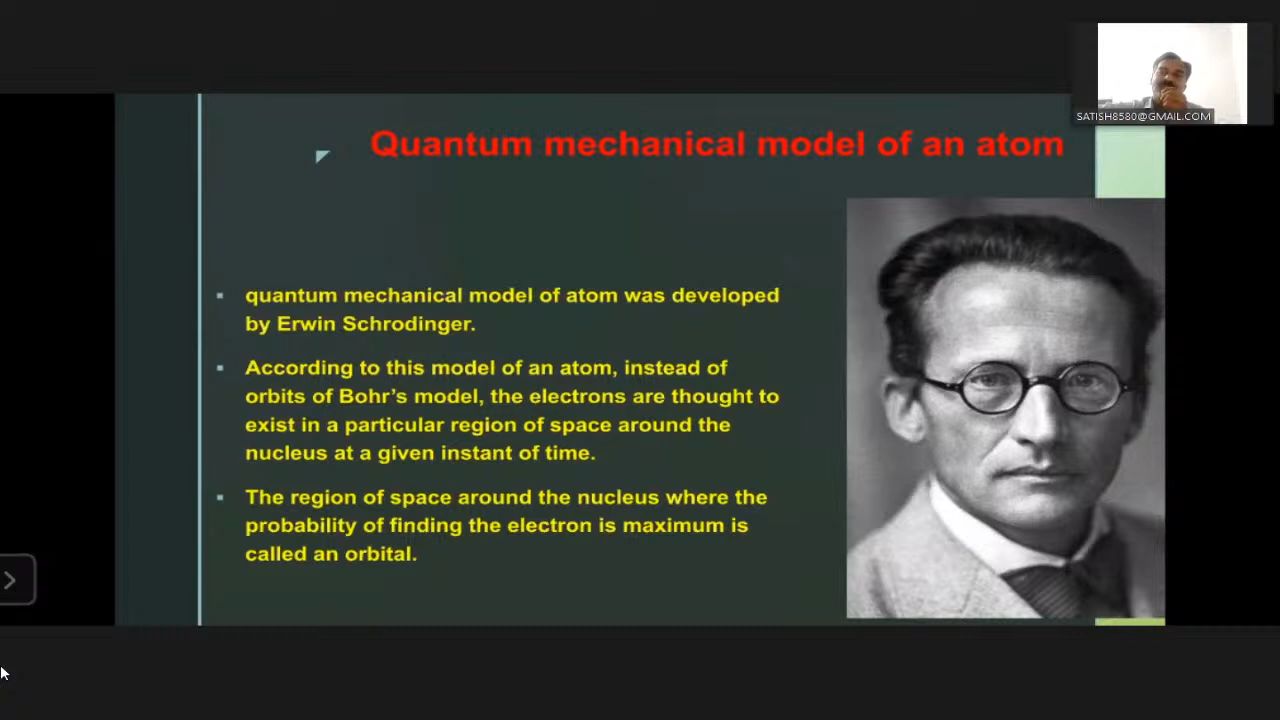 SATISH8580@GMAIL.COM
Quantum mechanical model of an atom
quantum mechanical model of atom was developed
by Erwin Schrodinger.
According to this model of an atom, instead of
orbits of Bohr’s model, the electrons are thought to
exist in a particular region of space around the
nucleus at a given instant of time.
The region of space around the nucleus where the
probability of finding the electron is maximum is
called an orbital.